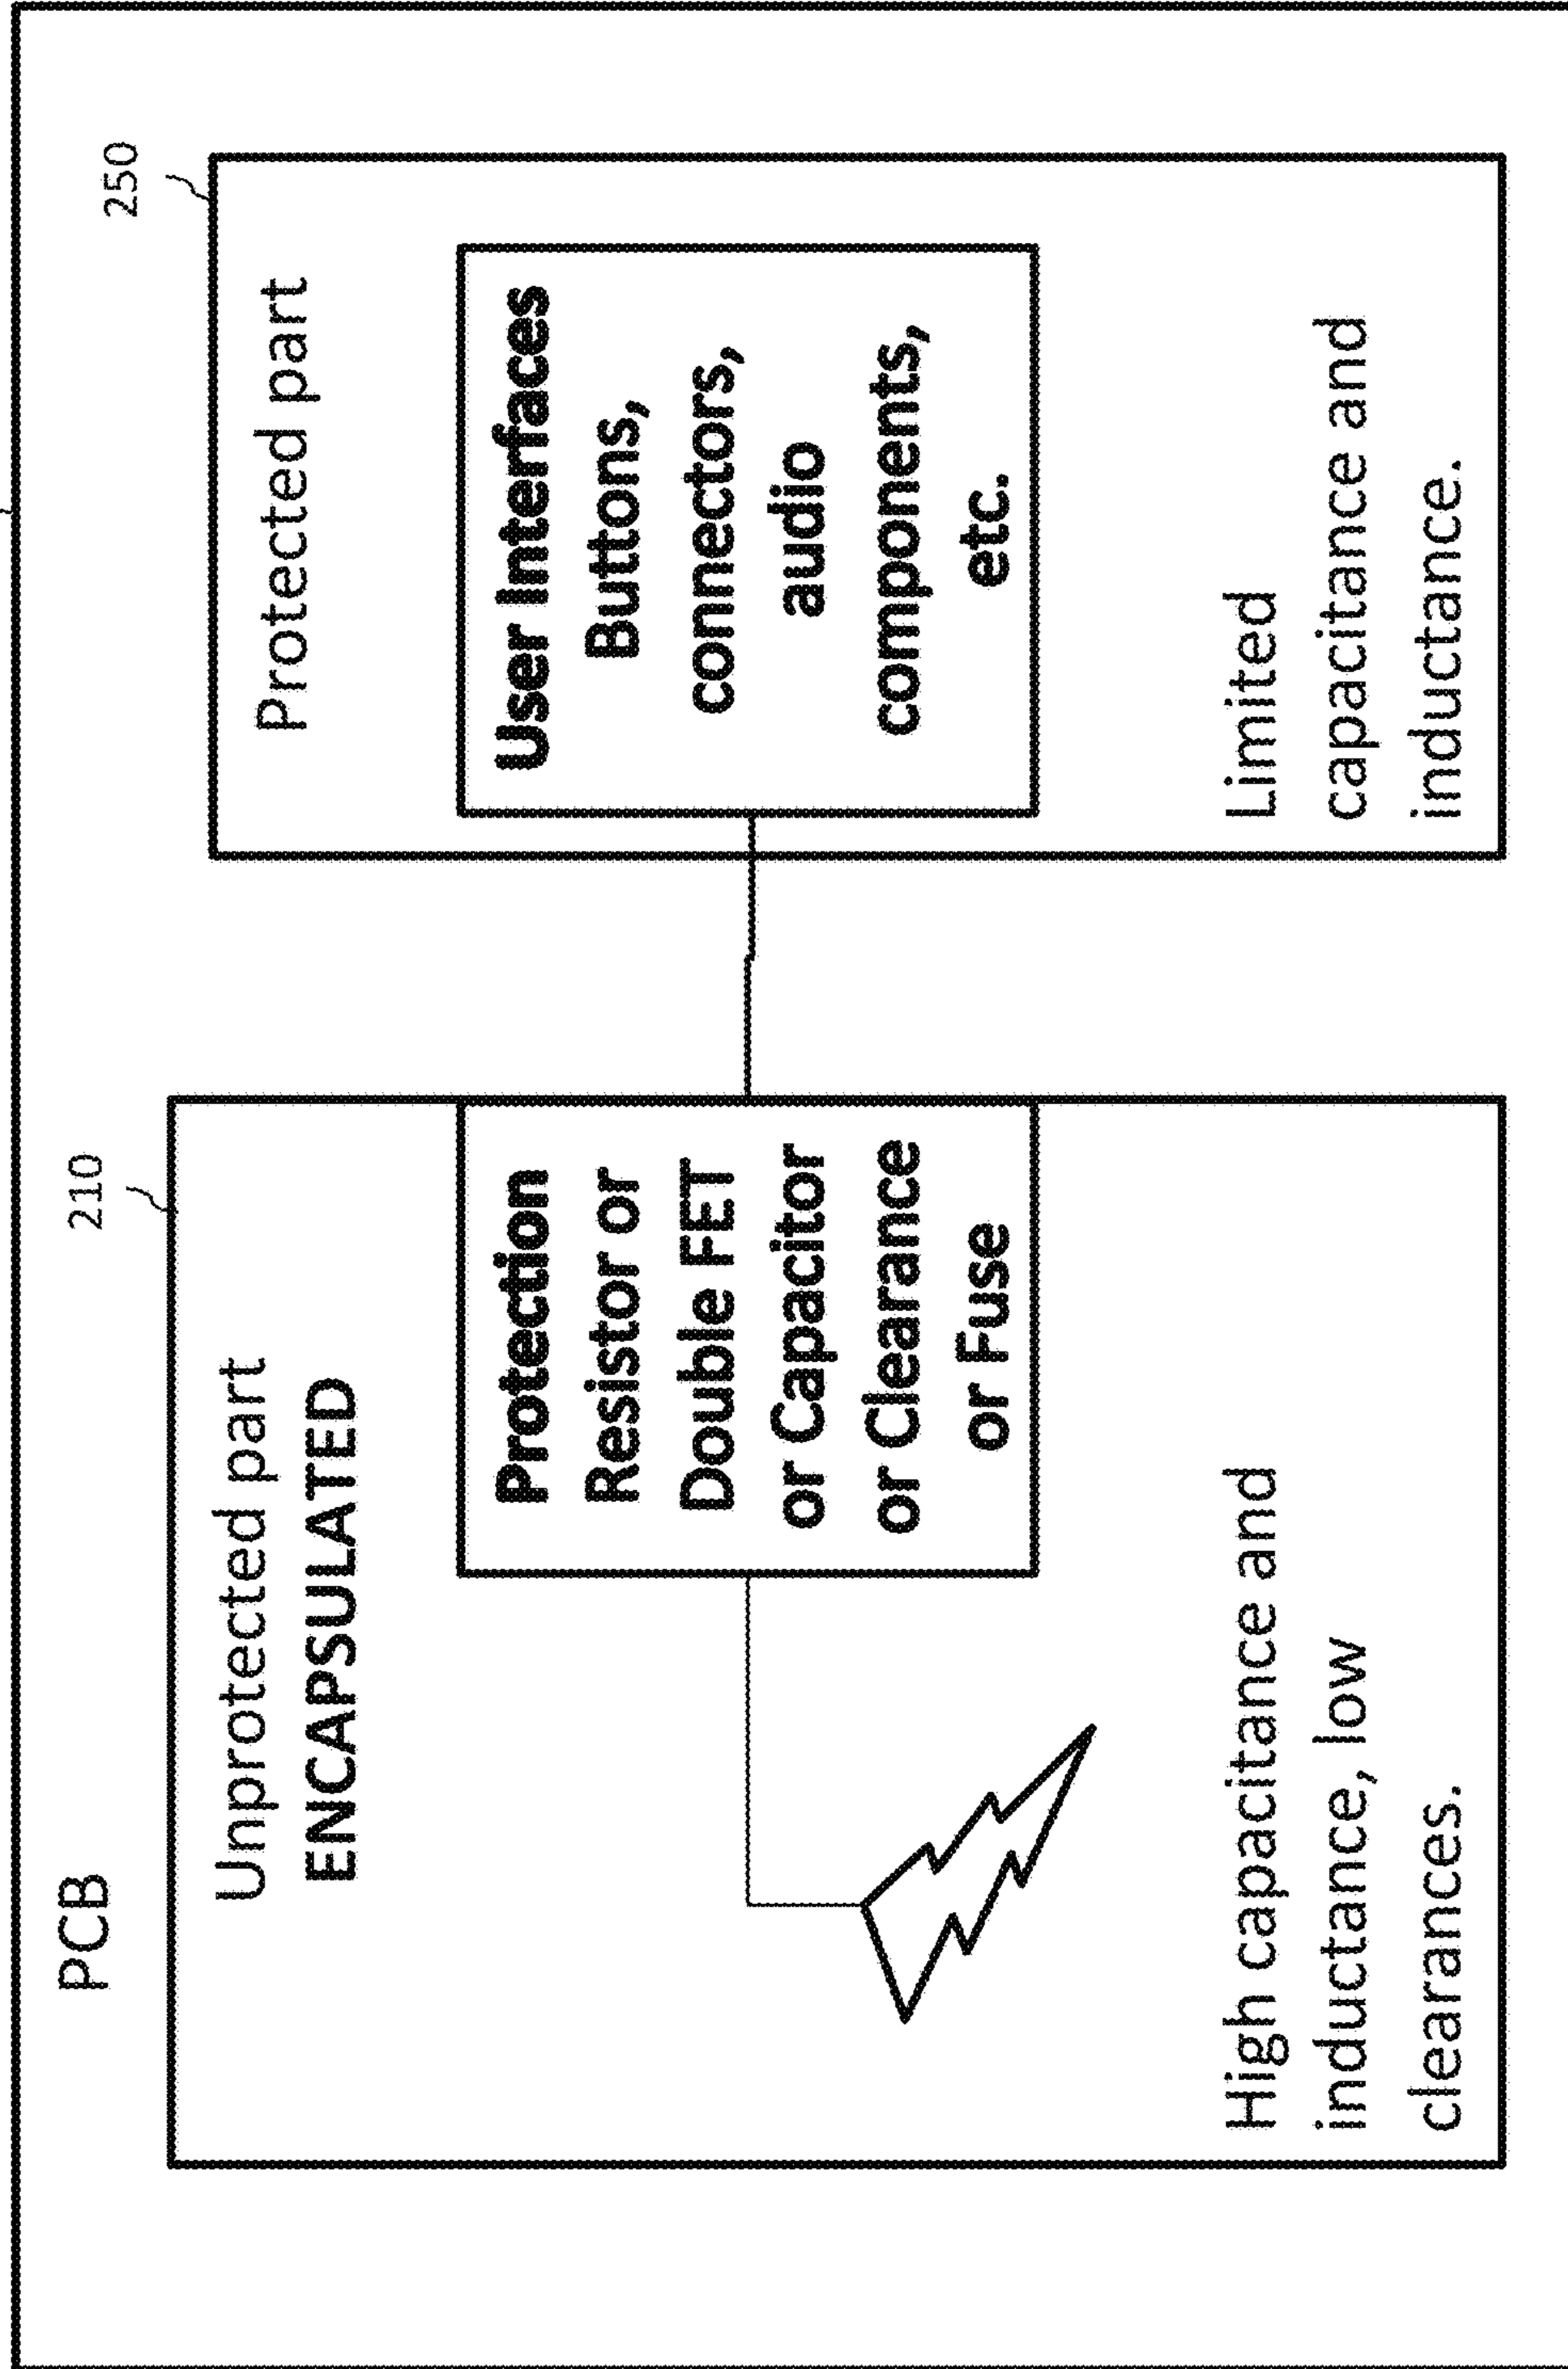 PCB
210
Unprotected part
ENCAPSULATED
Protection
Resistor or
Double FET
or Capacitor
or Clearance
or Fuse
High capacitance and
inductance, low
clearances.
250
Protected part
User Interfaces
Buttons,
connectors,
audio
components,
etc.
Limited
capacitance and
inductance.